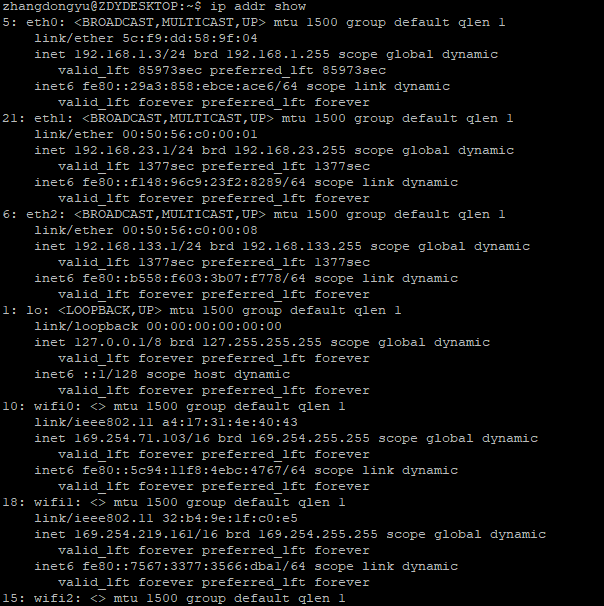 zhangdongyu@ZDYDESKTOP:~$ ip addr show
5: eth0: <BROADCAST,MULTICAST,UP> mtu 1500 group default qlen 1
    link/ether 5c:f9:dd:58:9f:04
    inet 192.168.1.3/24 brd 192.168.1.255 scope global dynamic
       valid_lft 85973sec preferred_lft 85973sec
    inet6 fe80::29a3:858:ebce:ace6/64 scope link dynamic
       valid_lft forever preferred_lft forever
21: eth1: <BROADCAST,MULTICAST,UP> mtu 1500 group default qlen 1
    link/ether 00:50:56:c0:00:01
    inet 192.168.23.1/24 brd 192.168.23.255 scope global dynamic
       valid_lft 1377sec preferred_lft 1377sec
    inet6 fe80::f148:96c9:23f2:8289/64 scope link dynamic
       valid_lft forever preferred_lft forever
6: eth2: <BROADCAST,MULTICAST,UP> mtu 1500 group default qlen 1
    link/ether 00:50:56:c0:00:08
    inet 192.168.133.1/24 brd 192.168.133.255 scope global dynamic
       valid_lft 1377sec preferred_lft 1377sec
    inet6 fe80::b558:f603:3b07:f778/64 scope link dynamic
       valid_lft forever preferred_lft forever
1: lo: <LOOPBACK,UP> mtu 1500 group default qlen 1
    link/loopback 00:00:00:00:00:00
    inet 127.0.0.1/8 brd 127.255.255.255 scope global dynamic
       valid_lft forever preferred_lft forever
    inet6 ::1/128 scope host dynamic
       valid_lft forever preferred_lft forever
10: wifi0: <> mtu 1500 group default qlen 1
    link/ieee802.11 a4:17:31:4e:40:43
    inet 169.254.71.103/16 brd 169.254.255.255 scope global dynamic
       valid_lft forever preferred_lft forever
    inet6 fe80::5c94:11f8:4ebc:4767/64 scope link dynamic
       valid_lft forever preferred_lft forever
18: wifi1: <> mtu 1500 group default qlen 1
    link/ieee802.11 32:b4:9e:1f:c0:e5
    inet 169.254.219.161/16 brd 169.254.255.255 scope global dynamic
       valid_lft forever preferred_lft forever
    inet6 fe80::7567:3377:3566:dba1/64 scope link dynamic
       valid_lft forever preferred_lft forever
15: wifi2: <> mtu 1500 group default qlen 1